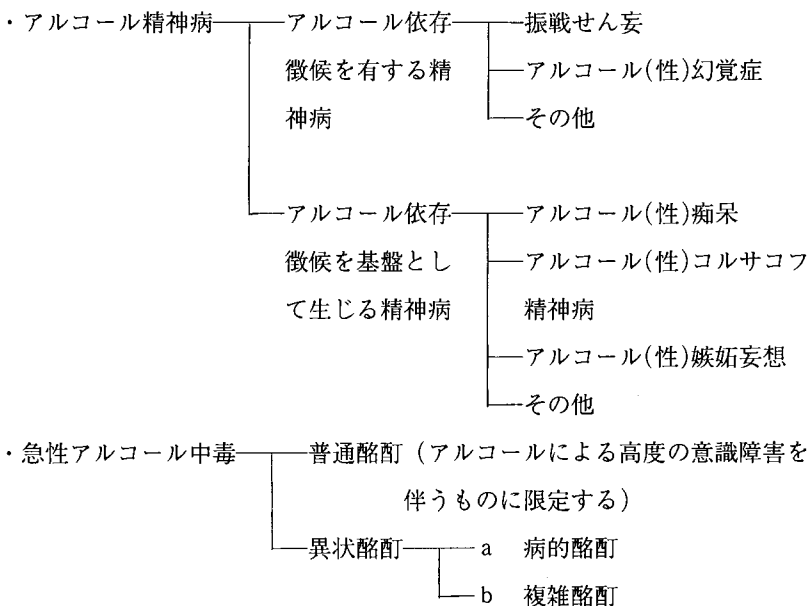 ・アルコール精神病 アルコール依存 振戦せん妄
徴候を有する精 アルコール(性)幻覚症
神病 その他
アルコール依存 アルコール(性)痴呆
徴候を基盤とし アルコール(性)コルサコフ
て生じる精神病 精神病
アルコール(性)嫉妬妄想
その他
・急性アルコール中毒 普通酩酊(アルコールによる高度の意識障害を
伴うものに限定する)
異状酩酊 a 病的酩酊
b 複雑酩酊